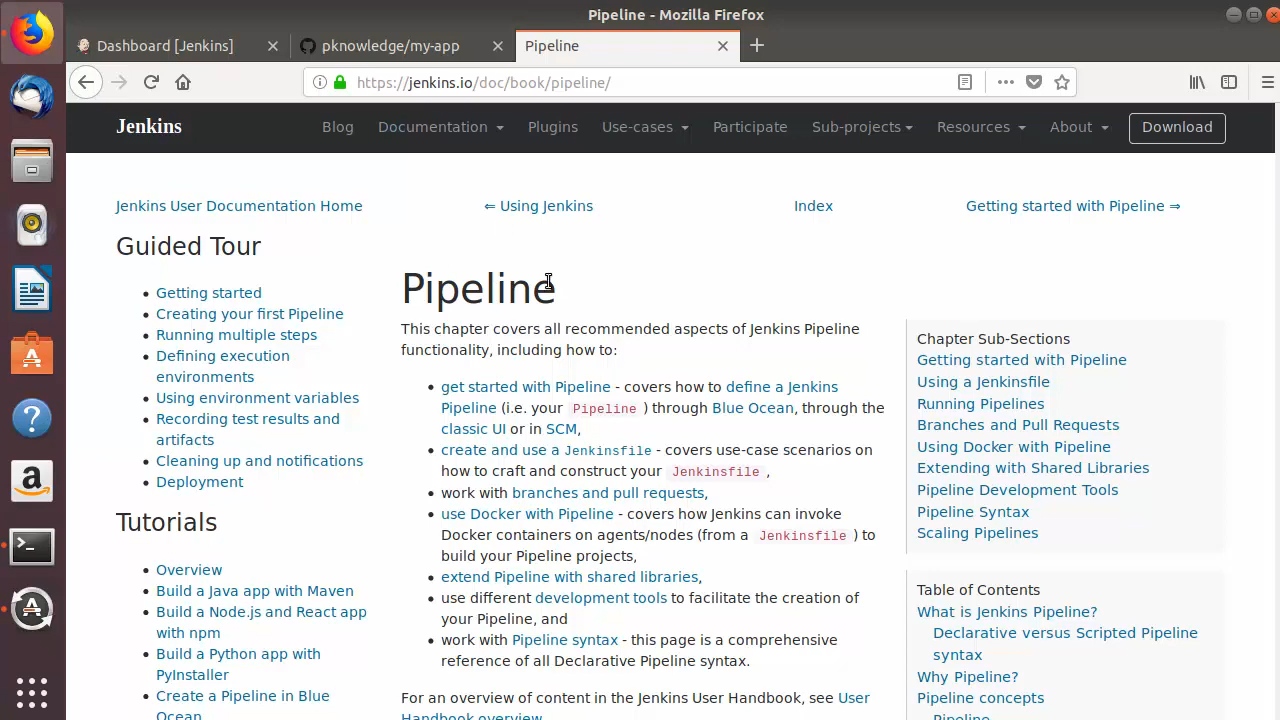 Pipeline - Mozilla Firefox
Dashboard [Jenkins]
pknowledge/my-app
Pipeline
https://jenkins.io/doc/book/pipeline/
Jenkins
Blog
Documentation
Plugins
Use-cases
Participate
Sub-projects
Resources
About
Download
Jenkins User Documentation Home
⇐ Using Jenkins
Index
Getting started with Pipeline ⇒
Guided Tour
Getting started
Creating your first Pipeline
Running multiple steps
Defining execution
environments
Using environment variables
Recording test results and
artifacts
Cleaning up and notifications
Deployment
Tutorials
Overview
Build a Java app with Maven
Build a Node.js and React app
with npm
Build a Python app with
PyInstaller
Create a Pipeline in Blue
Ocean
Pipeline
This chapter covers all recommended aspects of Jenkins Pipeline
functionality, including how to:
get started with Pipeline - covers how to define a Jenkins
Pipeline (i.e. your Pipeline ) through Blue Ocean, through the
classic UI or in SCM,
create and use a Jenkinsfile - covers use-case scenarios on
how to craft and construct your Jenkinsfile ,
work with branches and pull requests,
use Docker with Pipeline - covers how Jenkins can invoke
Docker containers on agents/nodes (from a Jenkinsfile ) to
build your Pipeline projects,
extend Pipeline with shared libraries,
use different development tools to facilitate the creation of
your Pipeline, and
work with Pipeline syntax - this page is a comprehensive
reference of all Declarative Pipeline syntax.
For an overview of content in the Jenkins User Handbook, see User
Handbook overview.
Chapter Sub-Sections
Getting started with Pipeline
Using a Jenkinsfile
Running Pipelines
Branches and Pull Requests
Using Docker with Pipeline
Extending with Shared Libraries
Pipeline Development Tools
Pipeline Syntax
Scaling Pipelines
Table of Contents
What is Jenkins Pipeline?
Declarative versus Scripted Pipeline
syntax
Why Pipeline?
Pipeline concepts
Pipeline